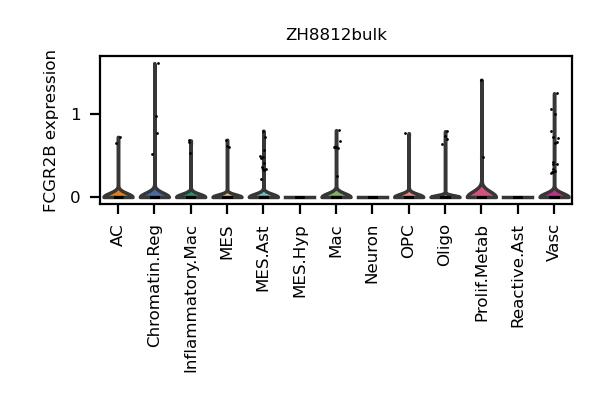 ZH8812bulk
FCGR2B expression
1
0
AC
Chromatin.Reg
Inflammatory.Mac
MES
MES.Ast
MES.Hyp
Mac
Neuron
OPC
Oligo
Prolif.Metab
Reactive.Ast
Vasc